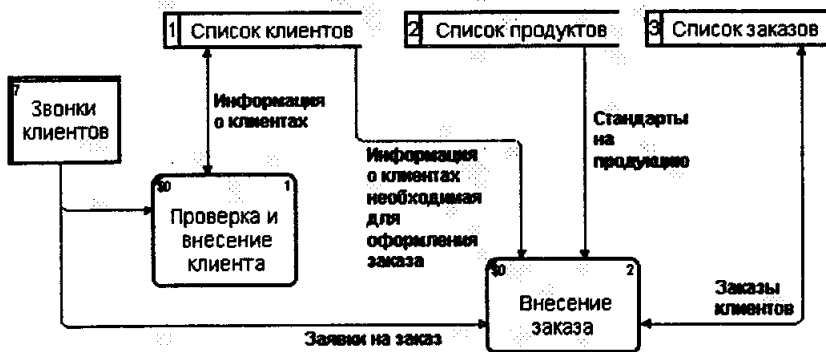 1 Список клиентов
2 Список продуктов
3 Список заказов
7
Звонки
клиентов
Информация
о клиентах
Стандарты
на
продукцию
Информация
о клиентах
необходимая
для
оформления
заказа
$0 1
Проверка и
внесение
клиента
$0 2
Внесение
заказа
Заказы
клиентов
Заявки на заказ